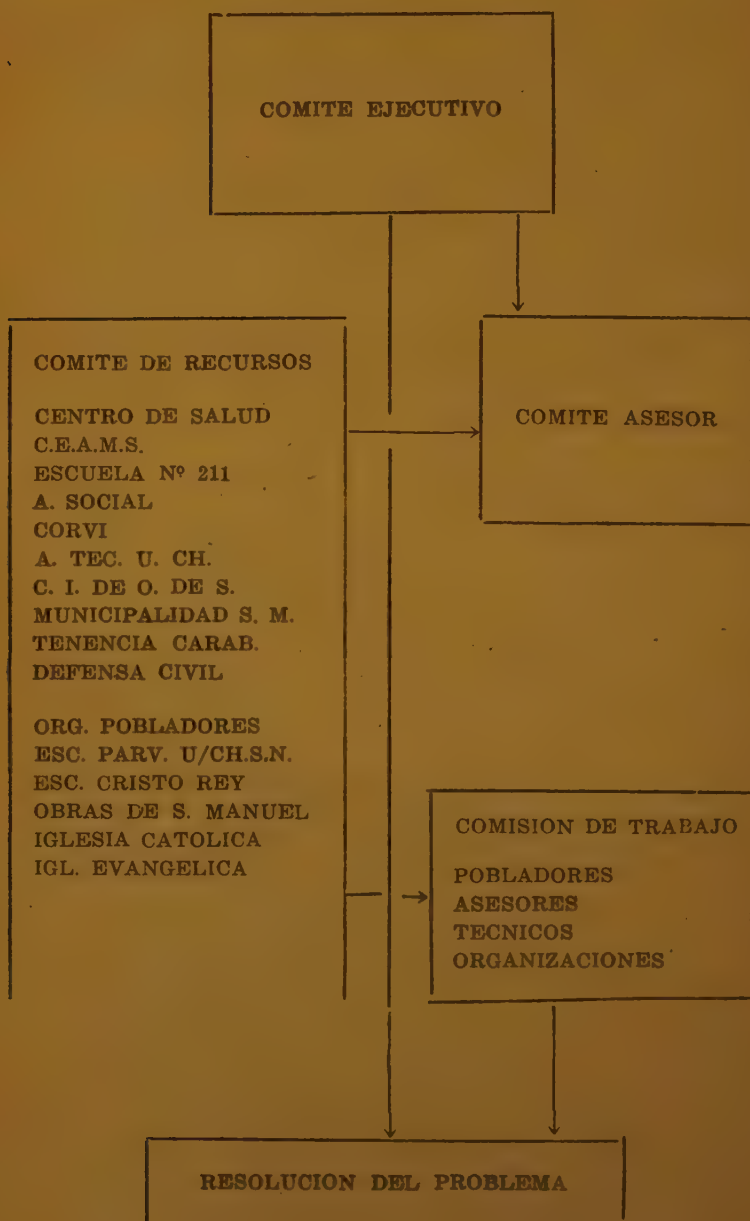 COMITE EJECUTIVO
COMITE DE RECURSOS
CENTRO DE SALUD
C.E.A.M.S.
ESCUELA Nº 211
A. SOCIAL
CORVI
A. TEC. U. CH.
C. I. DE O. DE S.
MUNICIPALIDAD S. M.
TENENCIA CARAB.
DEFENSA CIVIL
ORG. POBLADORES
ESC. PARV. U/CH.S.N.
ESC. CRISTO REY
OBRAS DE S. MANUEL
IGLESIA CATOLICA
IGL. EVANGELICA
COMITE ASESOR
COMISION DE TRABAJO
POBLADORES
ASESORES
TECNICOS
ORGANIZACIONES
RESOLUCION DEL PROBLEMA